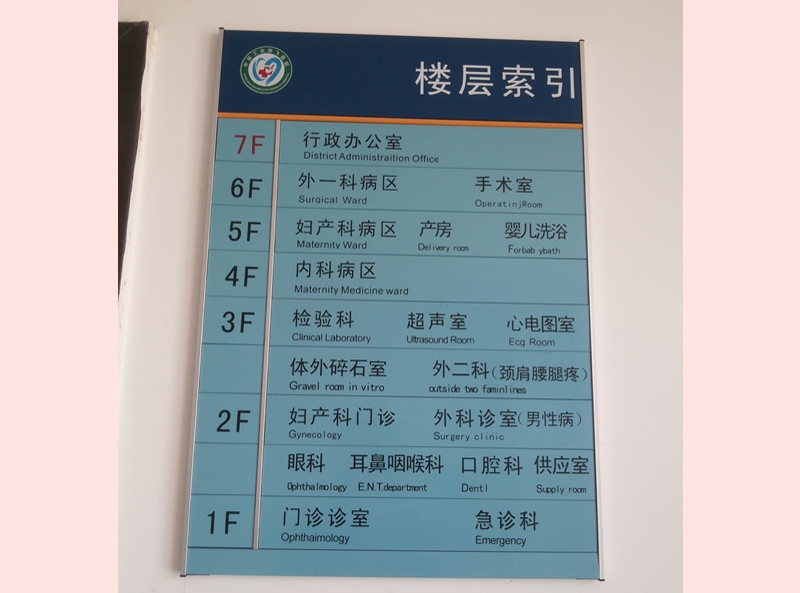 楼层索引
7F 行政办公室
District Administraition Office
6F 外一科病区 手术室
Surgical Ward OperatinjRoom
5F 妇产科病区 产房 婴儿洗浴
Maternity Ward Delivery room Forbab ybath
4F 内科病区
Maternity Medicine ward
3F 检验科 超声室 心电图室
Clinical Laboratory Ultrasound Room Ecq Room
体外碎石室 外二科(颈肩腰腿疼)
Gravel room in vitro outside two faminlines
2F 妇产科门诊 外科诊室(男性病)
Gynecology Surgery clinic
眼科 耳鼻咽喉科 口腔科 供应室
Ophthalmology E.N.T.department Dentl Supply room
1F 门诊诊室 急诊科
Ophthaimology Emergency